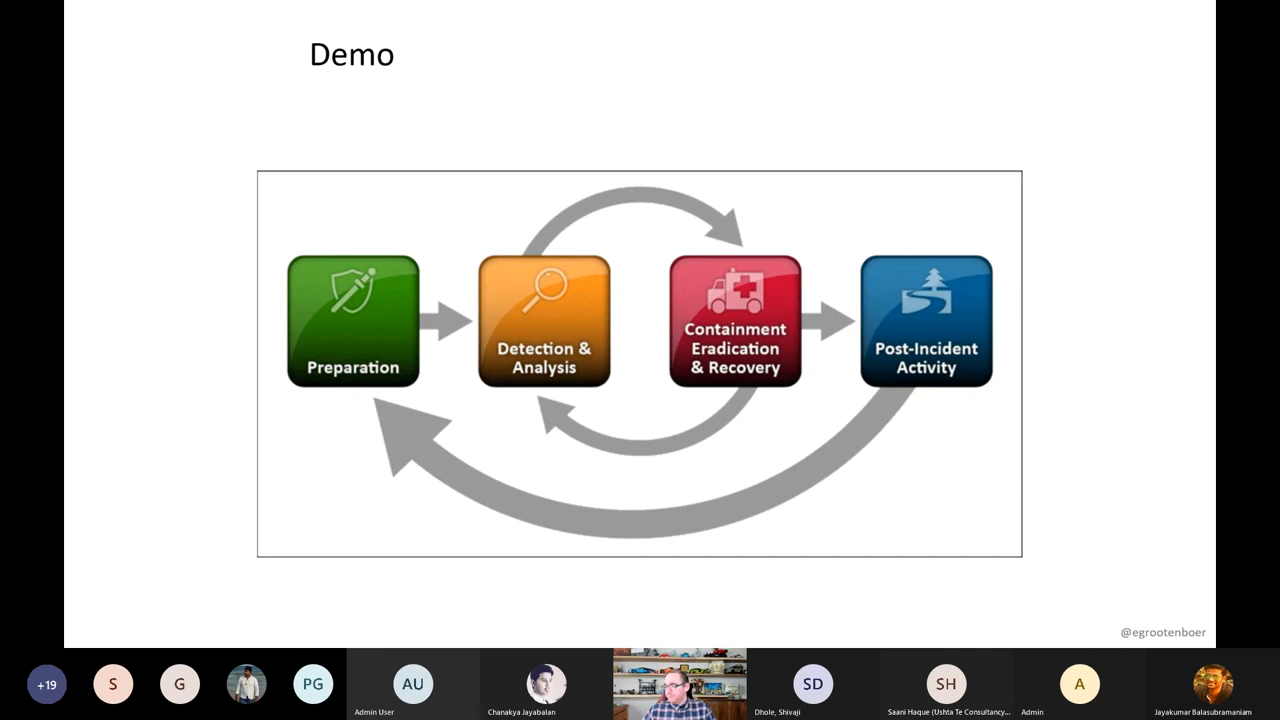 Demo
Preparation
Detection &
Analysis
Containment
Eradication
& Recovery
Post-Incident
Activity
@egrootenboer
+19
S
G
PG
AU
Admin User
Chanakya Jayabalan
SD
Dhole, Shivaji
SH
Saani Haque (Ushta Te Consultancy...
A
Admin
Jayakumar Balasubramaniam